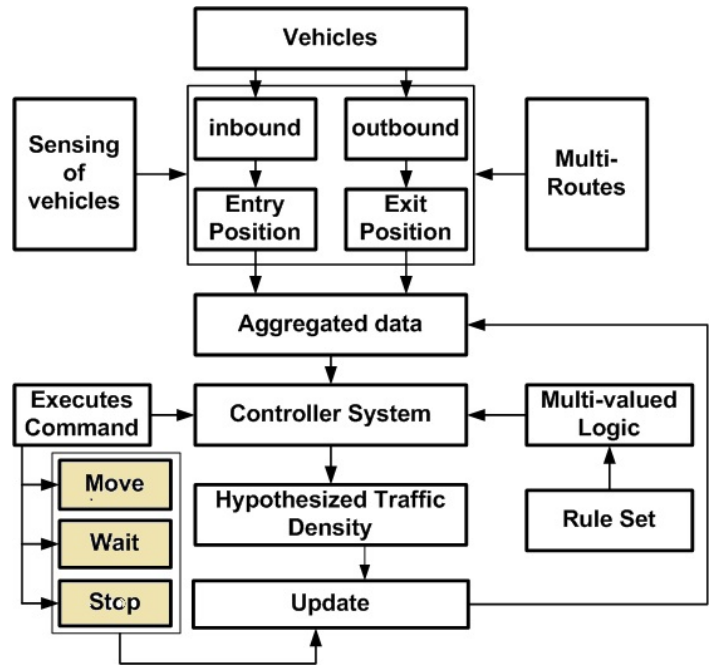 Vehicles
inbound
outbound
Sensing
of
vehicles
Multi-
Routes
Entry
Position
Exit
Position
Aggregated data
Executes
Command
Controller System
Multi-valued
Logic
Move
Hypothesized Traffic
Density
Rule Set
Wait
Stop
Update